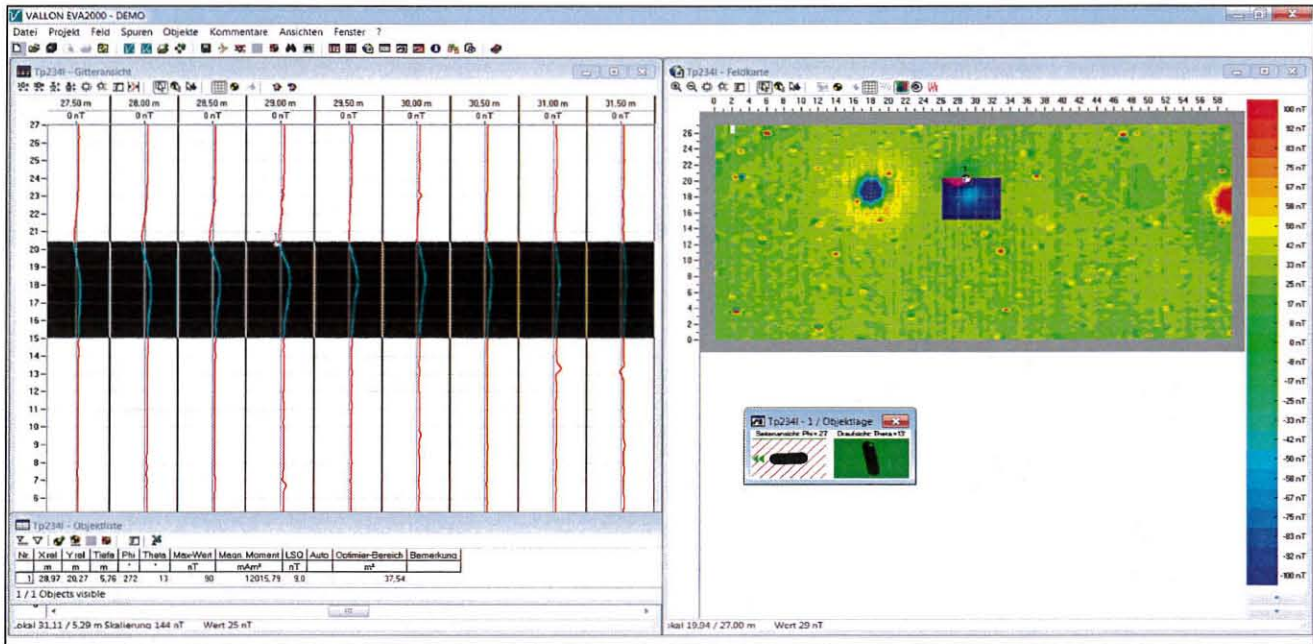 VALLON EVA2000 - DEMO
Datei Projekt Feld Spuren Objekte Kommentare Ansichten Fenster ?
Tp234I - Gitteransicht
27,50 m 28,00 m 28,50 m 29,00 m 29,50 m 30,00 m 30,50 m 31,00 m 31,50 m
0 nT 0 nT 0 nT 0 nT 0 nT 0 nT 0 nT 0 nT 0 nT
27
26
25
24
23
22
21
20
19
18
17
16
15
14
13
12
11
10
9
8
7
6
Tp234I - Objektliste
Nr. X rel Y rel Tiefe Phi Theta Max-Wert Magn. Moment LSQ Auto Optimier-Bereich Bemerkung
m m m ° ° nT mAm² nT m²
1 28,97 20,27 5,76 272 13 90 12015,79 9,0 37,54
1 / 1 Objects visible
okal 31,11 / 5,29 m Skalierung 144 nT Wert 25 nT
Tp234I - Feldkarte
0 2 4 6 8 10 12 14 16 18 20 22 24 26 28 30 32 34 36 38 40 42 44 46 48 50 52 54 56 58
26
24
22
20
18
16
14
12
10
8
6
4
2
0
1
100 nT
92 nT
83 nT
75 nT
67 nT
58 nT
50 nT
42 nT
33 nT
25 nT
17 nT
8 nT
0 nT
-8 nT
-17 nT
-25 nT
-33 nT
-42 nT
-50 nT
-58 nT
-67 nT
-75 nT
-83 nT
-92 nT
-100 nT
Tp234I - 1 / Objektlage
Seitenansicht: Phi = 27 Draufsicht: Theta = 13°
okal 19,94 / 27,00 m Wert 29 nT